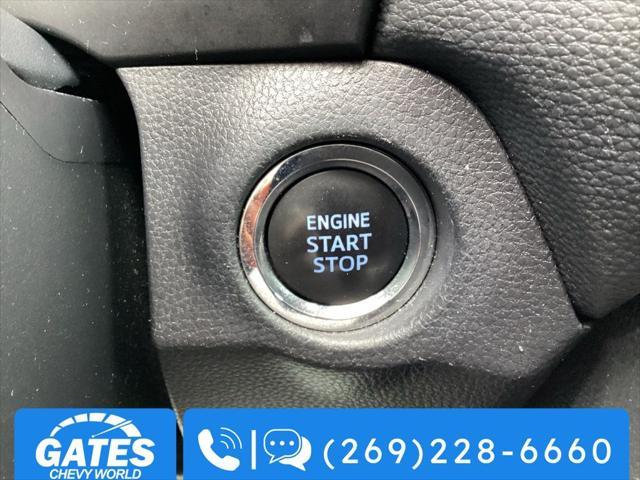 ENGINE
START
STOP
GATES
CHEVY WORLD
(269)228-6660